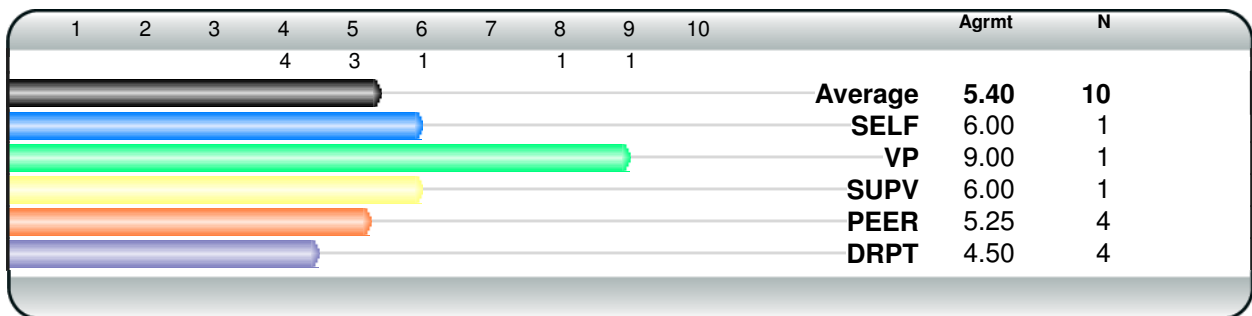 1 2 3 4 5 6 7 8 9 10 Agrmt N
4 3 1 1 1
Average 5.40 10
SELF 6.00 1
VP 9.00 1
SUPV 6.00 1
PEER 5.25 4
DRPT 4.50 4